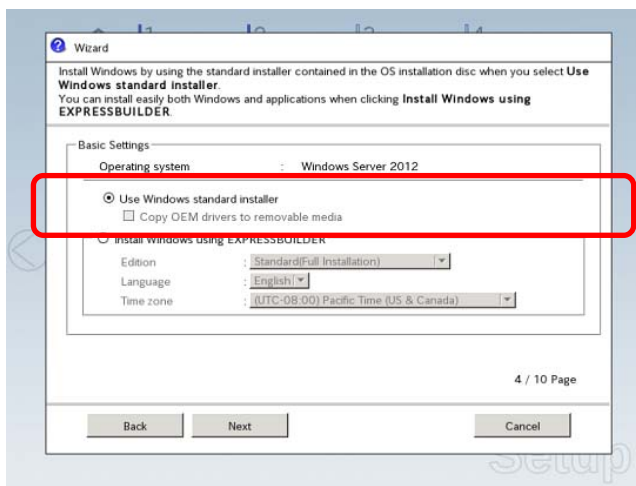 1 2 3 4
Wizard
Install Windows by using the standard installer contained in the OS installation disc when you select Use
Windows standard installer.
You can install easily both Windows and applications when clicking Install Windows using
EXPRESSBUILDER.
Basic Settings
Operating system : Windows Server 2012
Use Windows standard installer
Copy OEM drivers to removable media
Install Windows using EXPRESSBUILDER
Edition : Standard(Full Installation)
Language : English
Time zone : (UTC-08:00) Pacific Time (US & Canada)
4 / 10 Page
Back Next Cancel
Setup